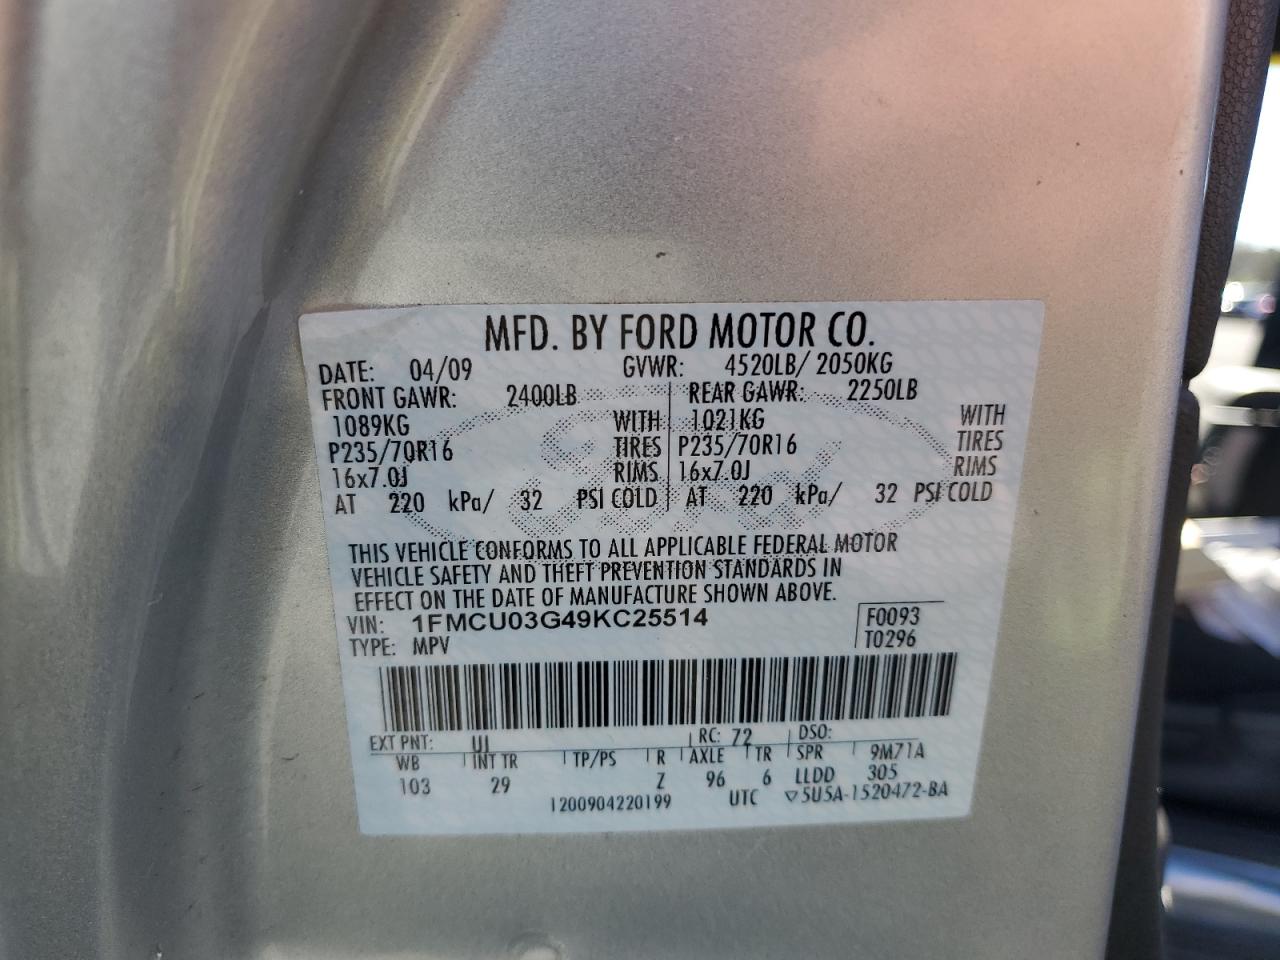 MFD. BY FORD MOTOR CO.
DATE: 04/09 GVWR: 4520LB/ 2050KG
FRONT GAWR: 2400LB REAR GAWR: 2250LB
1089KG WITH 1021KG WITH
P235/70R16 TIRES P235/70R16 TIRES
16x7.0J RIMS 16x7.0J RIMS
AT 220 kPa/ 32 PSI COLD AT 220 kPa/ 32 PSI COLD
THIS VEHICLE CONFORMS TO ALL APPLICABLE FEDERAL MOTOR
VEHICLE SAFETY AND THEFT PREVENTION STANDARDS IN
EFFECT ON THE DATE OF MANUFACTURE SHOWN ABOVE.
VIN: 1FMCU03G49KC25514 F0093
TYPE: MPV T0296
EXT PNT: UI RC: 72 DSO:
WB INT TR TP/PS R AXLE TR SPR 9M71A
103 29 Z 96 6 LLDD 305
1200904220199 UTC ▽5U5A-1520472-BA